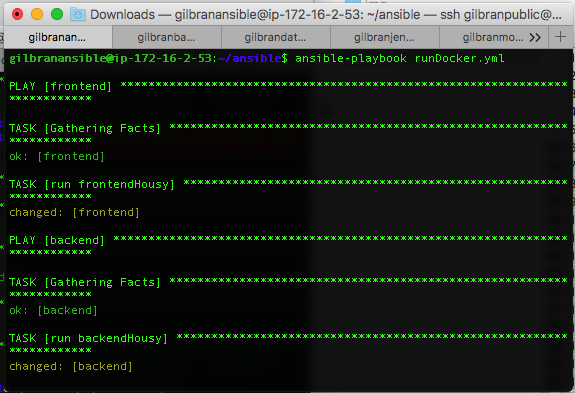 Downloads — gilbranansible@ip-172-16-2-53: ~/ansible — ssh gilbranpublic@...
gilbranan... gilbranba... gilbrandat... gilbranjen... gilbranmo... >> +
gilbranansible@ip-172-16-2-53:~/ansible$ ansible-playbook runDocker.yml
PLAY [frontend] ****************************************************************
************
TASK [Gathering Facts] *********************************************************
************
ok: [frontend]
TASK [run frontendHousy] *******************************************************
************
changed: [frontend]
PLAY [backend] *****************************************************************
************
TASK [Gathering Facts] *********************************************************
************
ok: [backend]
TASK [run backendHousy] ********************************************************
************
changed: [backend]